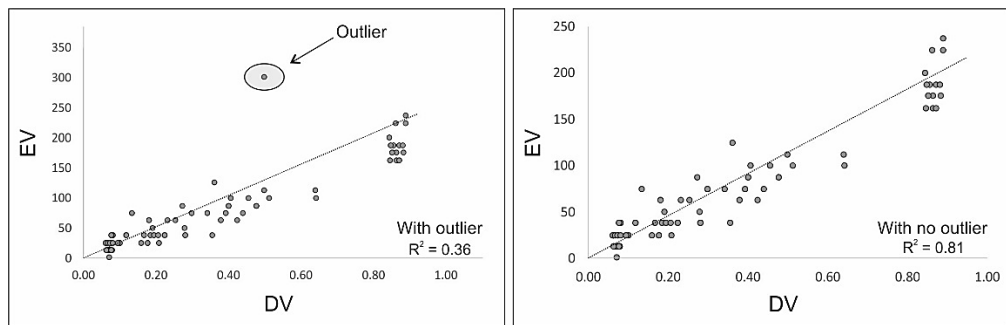 Outlier
350
300
250
200
150
100
50
0
EV
With outlier
R² = 0.36
0.00 0.20 0.40 0.60 0.80 1.00
DV
250
200
150
100
50
0
EV
With no outlier
R² = 0.81
0.00 0.20 0.40 0.60 0.80 1.00
DV